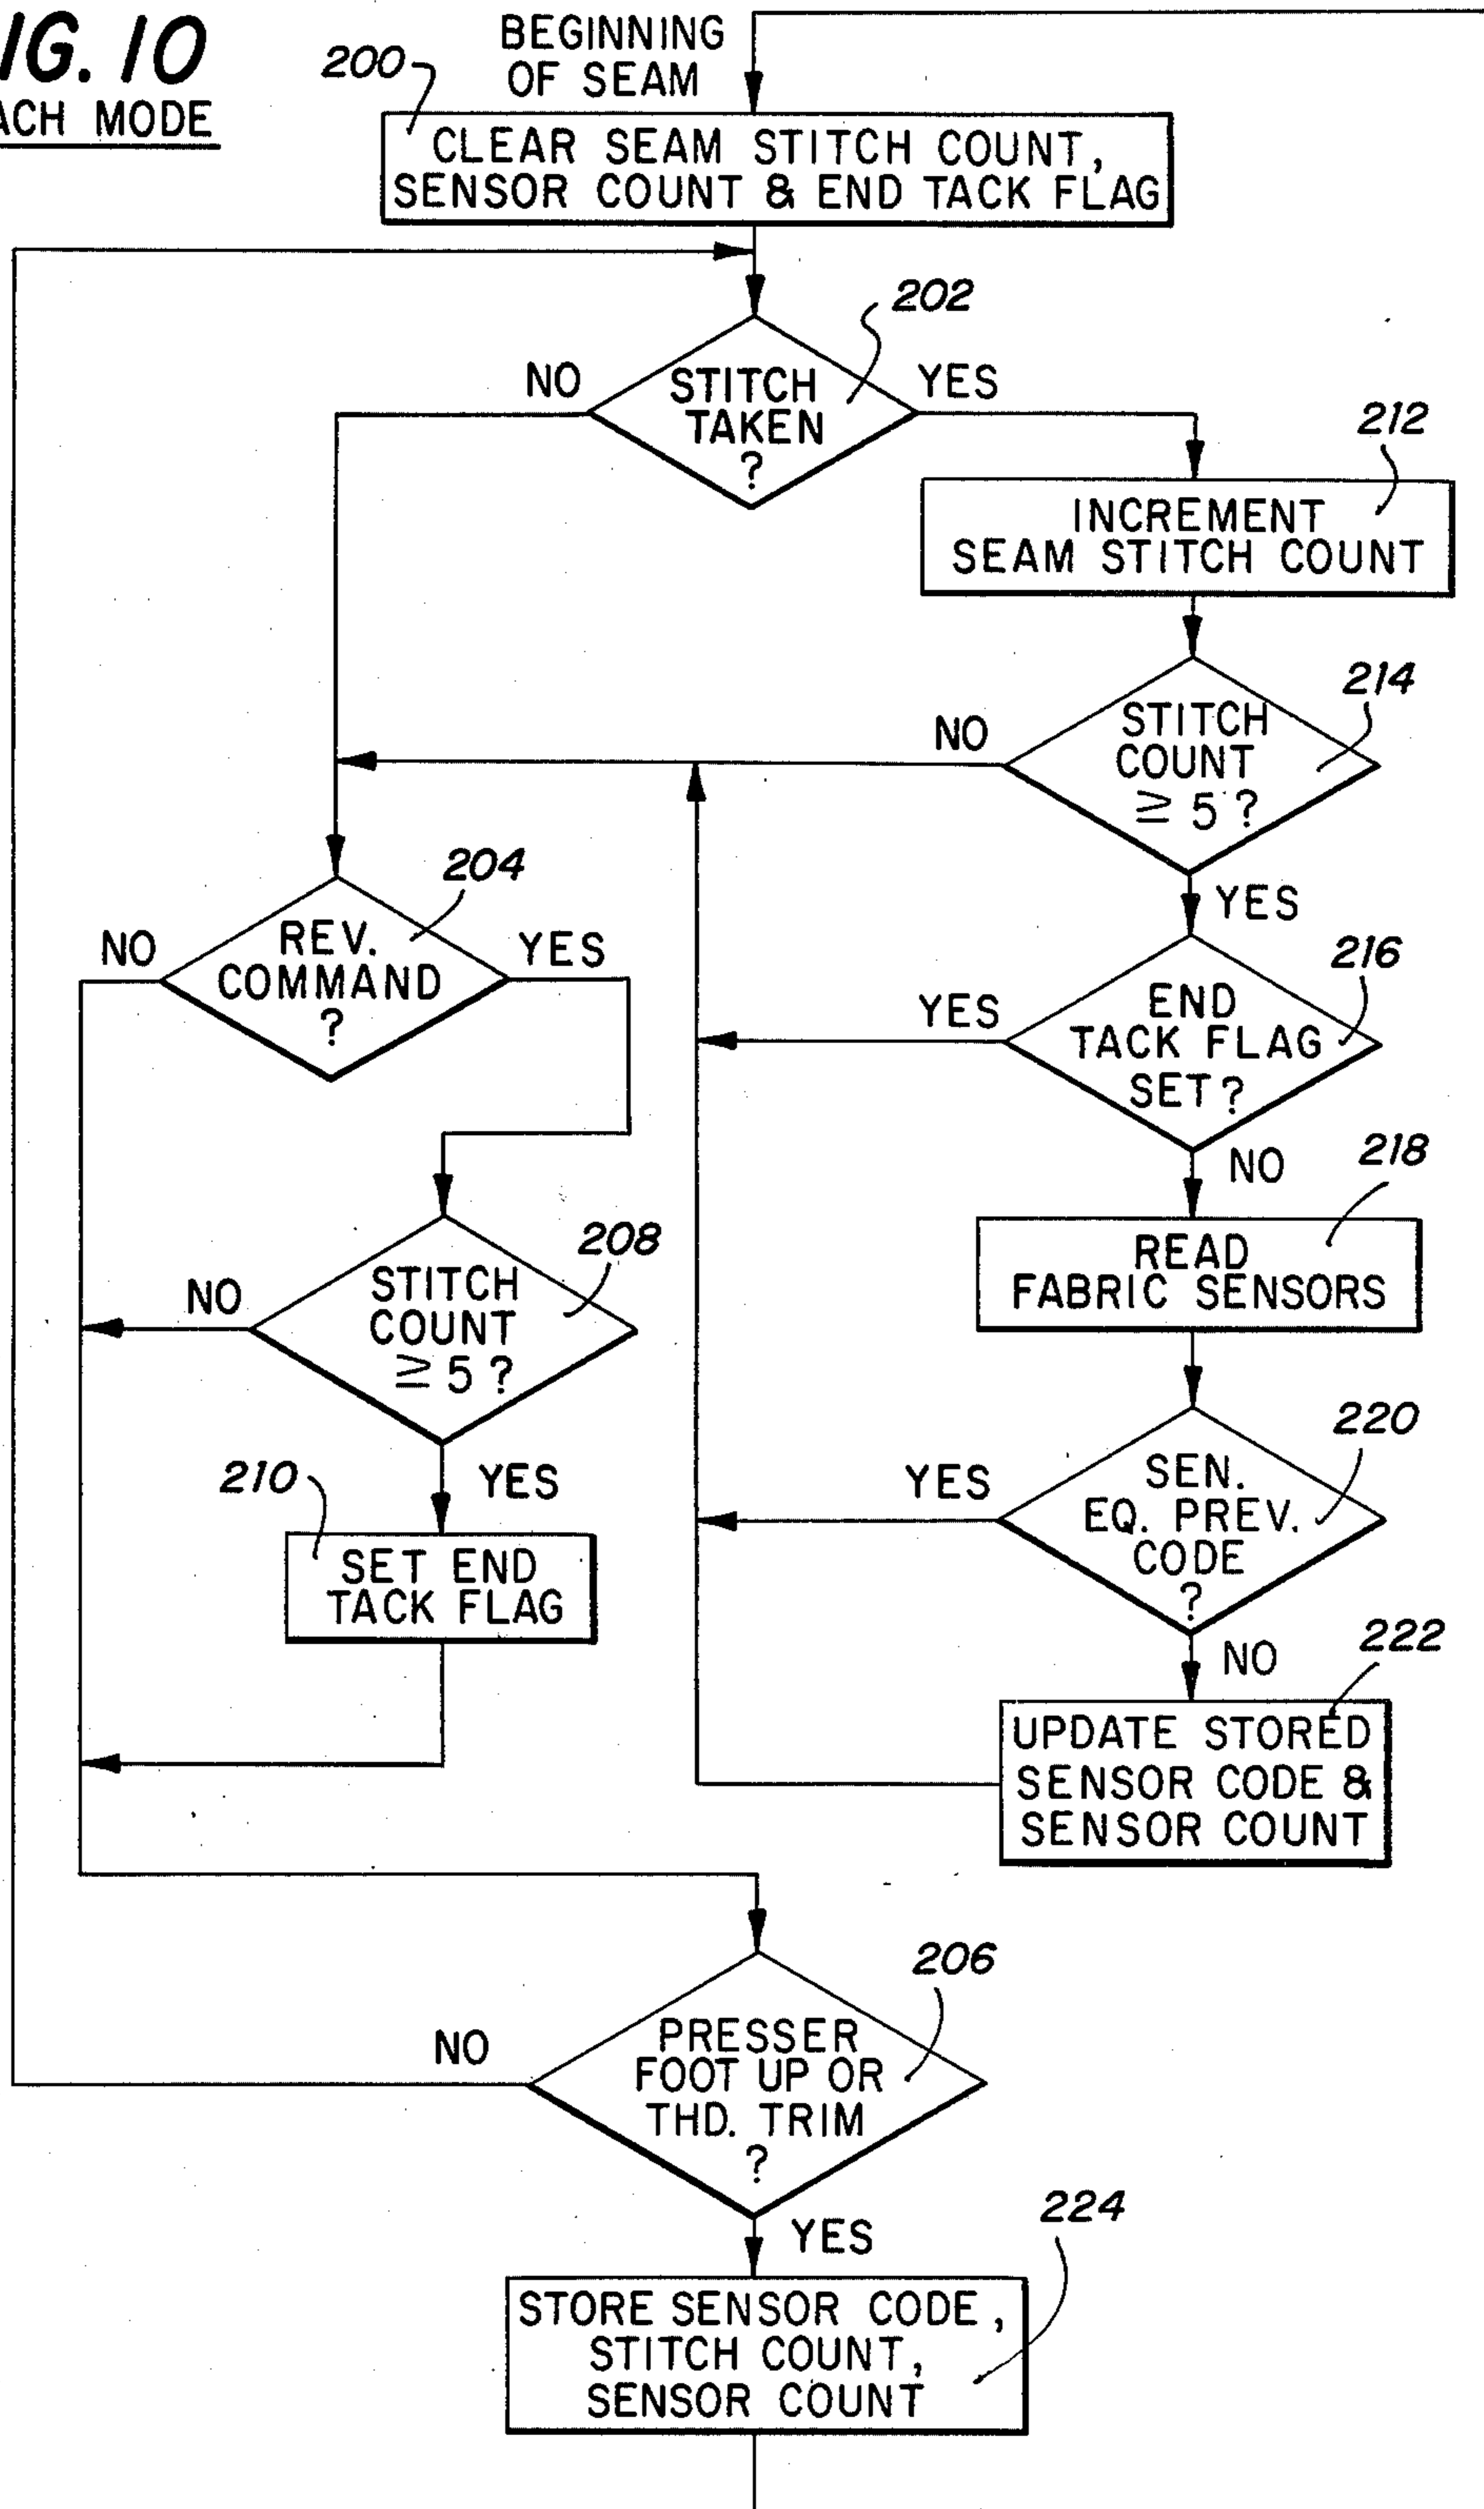 IG. 10
ACH MODE
BEGINNING
OF SEAM
200
CLEAR SEAM STITCH COUNT,
SENSOR COUNT & END TACK FLAG
202
NO
STITCH
TAKEN
?
YES
212
INCREMENT
SEAM STITCH COUNT
214
NO
STITCH
COUNT
≥ 5 ?
YES
204
NO
REV.
COMMAND
?
YES
216
YES
END
TACK FLAG
SET?
NO
218
READ
FABRIC SENSORS
208
NO
STITCH
COUNT
≥ 5 ?
YES
220
YES
SEN.
EQ. PREV.
CODE
?
NO
210
SET END
TACK FLAG
222
UPDATE STORED
SENSOR CODE &
SENSOR COUNT
206
NO
PRESSER
FOOT UP OR
THD. TRIM
?
YES
224
STORE SENSOR CODE,
STITCH COUNT,
SENSOR COUNT